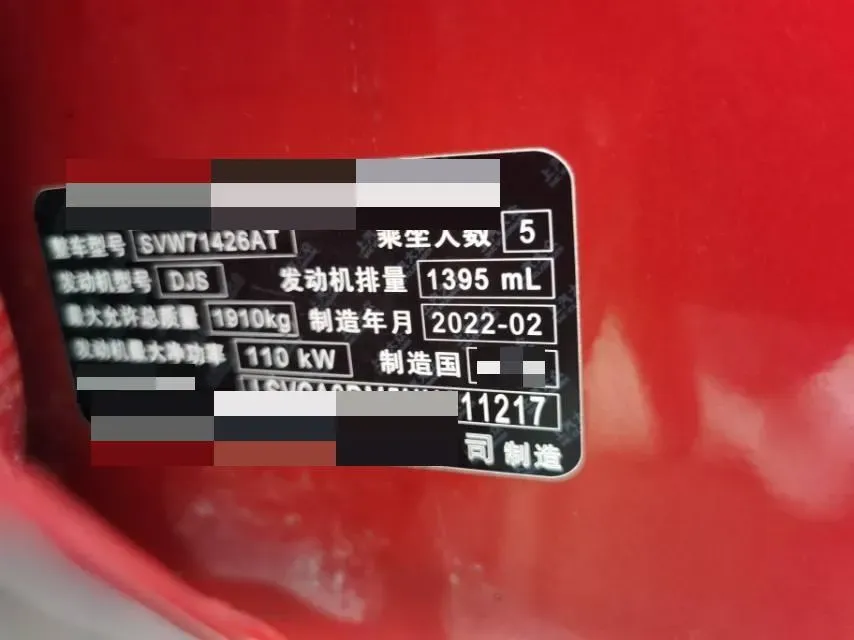 整车型号 SVW71426AT 乘坐人数 5
发动机型号 DJS 发动机排量 1395 mL
最大允许总质量 1910kg 制造年月 2022-02
发动机最大净功率 110 kW 制造国
11217
司 制造